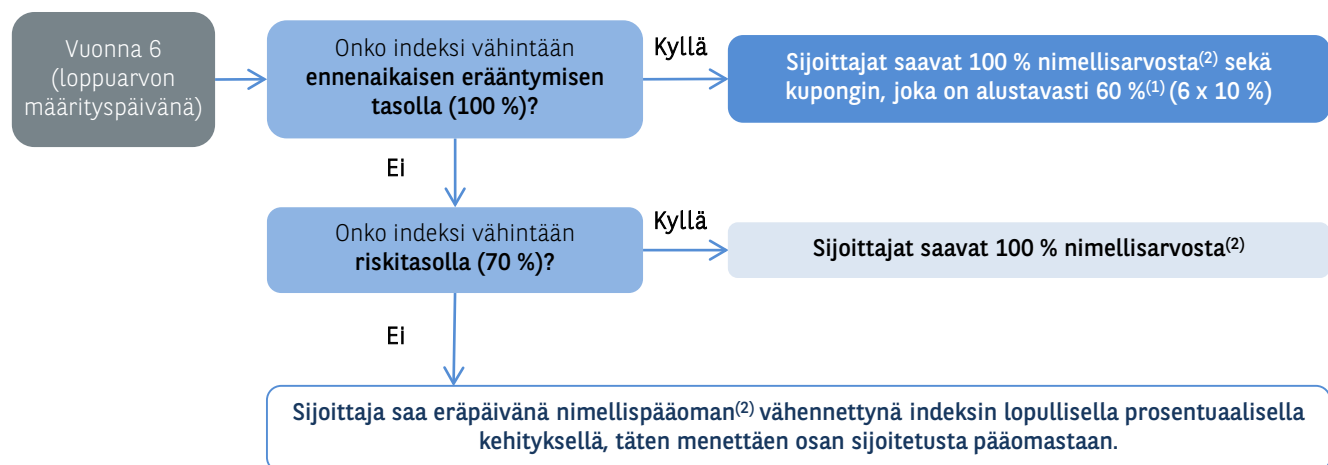 Vuonna 6
(loppuarvon
määrityspäivänä)
Onko indeksi vähintään
ennenaikaisen erääntymisen
tasolla (100 %)?
Kyllä
Sijoittajat saavat 100 % nimellisarvosta(2) sekä
kupongin, joka on alustavasti 60 %(1) (6 x 10 %)
Ei
Onko indeksi vähintään
riskitasolla (70 %)?
Kyllä
Sijoittajat saavat 100 % nimellisarvosta(2)
Ei
Sijoittaja saa eräpäivänä nimellispääoman(2) vähennettynä indeksin lopullisella prosentuaalisella
kehityksellä, täten menettäen osan sijoitetusta pääomastaan.